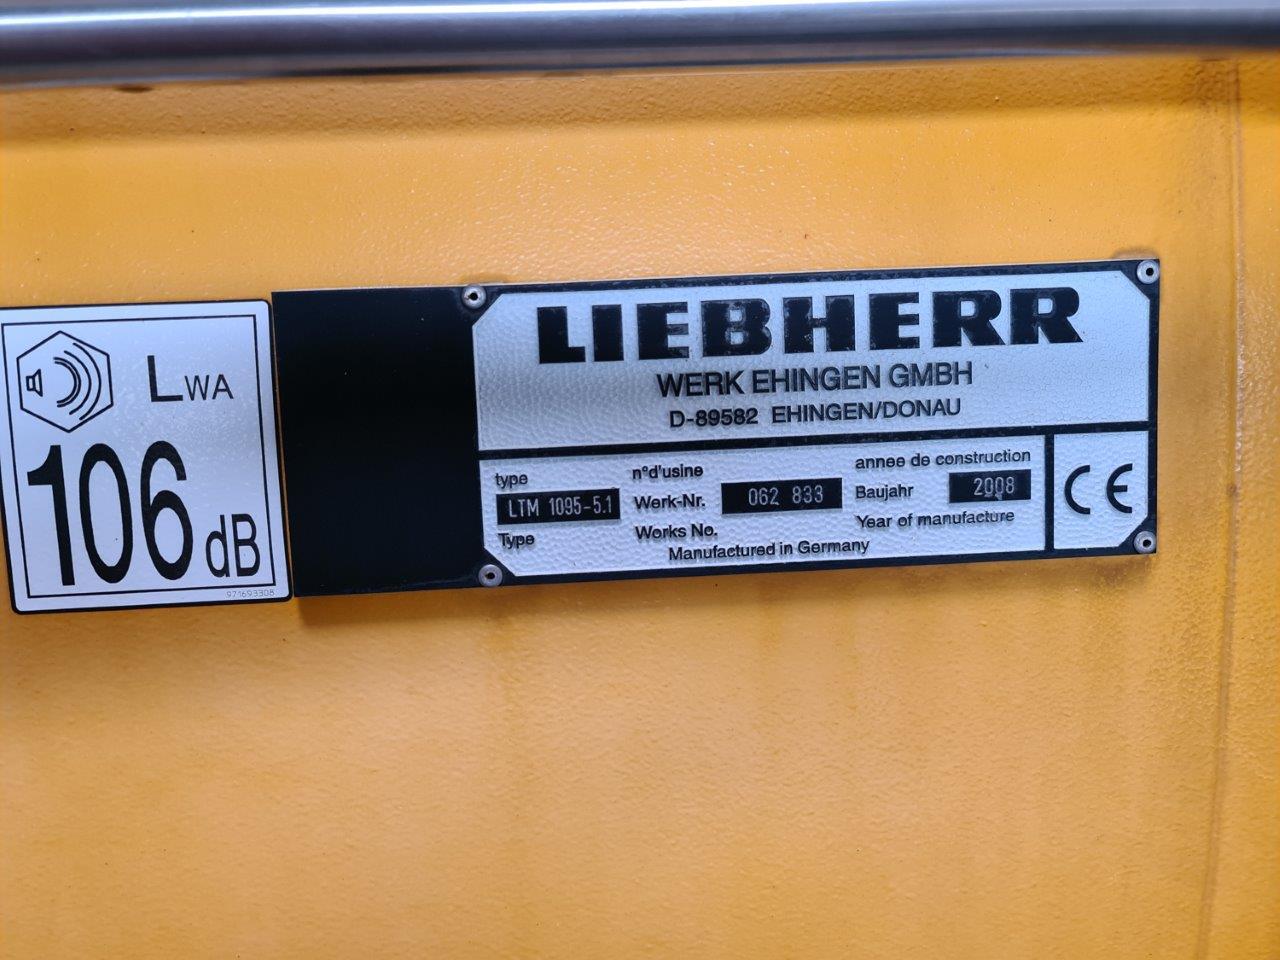 LWA
106 dB
971693308
LIEBHERR
WERK EHINGEN GMBH
D-89582 EHINGEN/DONAU
type
LTM 1095-5.1
Type
n°d'usine
Werk-Nr. 062 833
Works No.
annee de construction
Baujahr 2008
Year of manufacture
Manufactured in Germany
CE